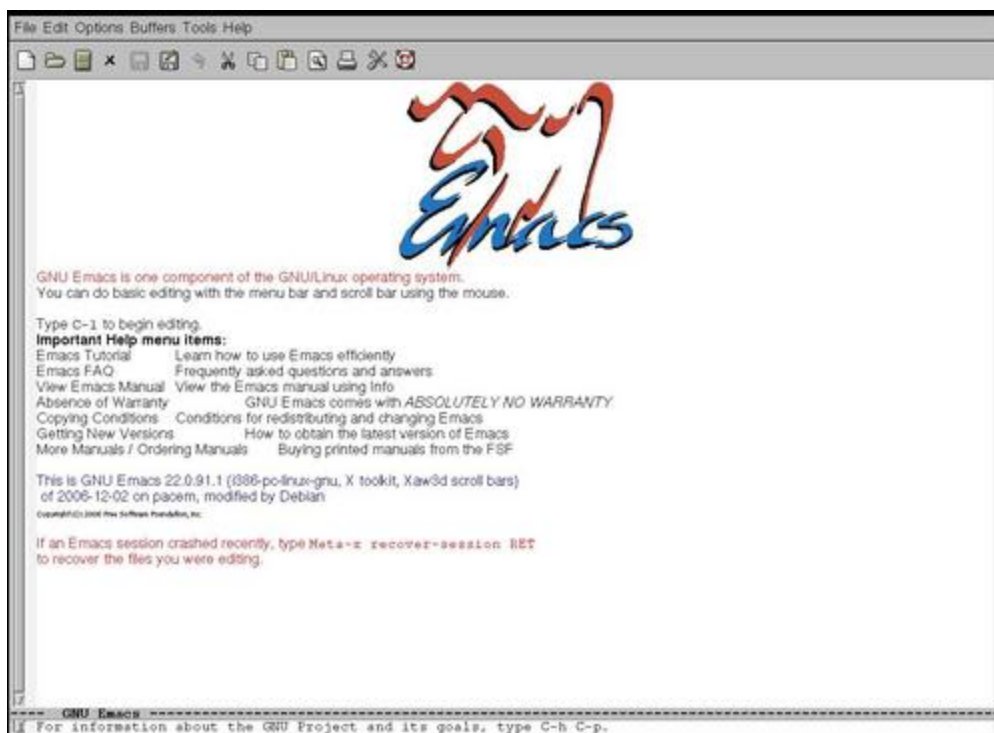 File Edit Options Buffers Tools Help
Emacs
GNU Emacs is one component of the GNU/Linux operating system.
You can do basic editing with the menu bar and scroll bar using the mouse.
Type C-l to begin editing.
Important Help menu items:
Emacs Tutorial Learn how to use Emacs efficiently
Emacs FAQ Frequently asked questions and answers
View Emacs Manual View the Emacs manual using Info
Absence of Warranty GNU Emacs comes with ABSOLUTELY NO WARRANTY
Copying Conditions Conditions for redistributing and changing Emacs
Getting New Versions How to obtain the latest version of Emacs
More Manuals / Ordering Manuals Buying printed manuals from the FSF
This is GNU Emacs 22.0.91.1 (i386-pc-linux-gnu, X toolkit, Xaw3d scroll bars)
of 2006-12-02 on pacem, modified by Debian
Copyright (C) 2006 Free Software Foundation, Inc.
If an Emacs session crashed recently, type Meta-x recover-session RET
to recover the files you were editing.
---- GNU Emacs ----
For information about the GNU Project and its goals, type C-h C-p.